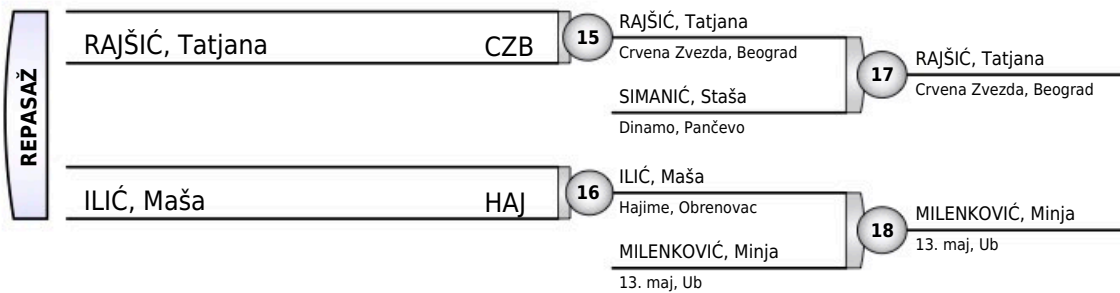 REPASAŽ
RAJŠIĆ, Tatjana CZB
15
RAJŠIĆ, Tatjana
Crvena Zvezda, Beograd
SIMANIĆ, Staša
Dinamo, Pančevo
17
RAJŠIĆ, Tatjana
Crvena Zvezda, Beograd
ILIĆ, Maša HAJ
16
ILIĆ, Maša
Hajime, Obrenovac
MILENKOVIĆ, Minja
13. maj, Ub
18
MILENKOVIĆ, Minja
13. maj, Ub